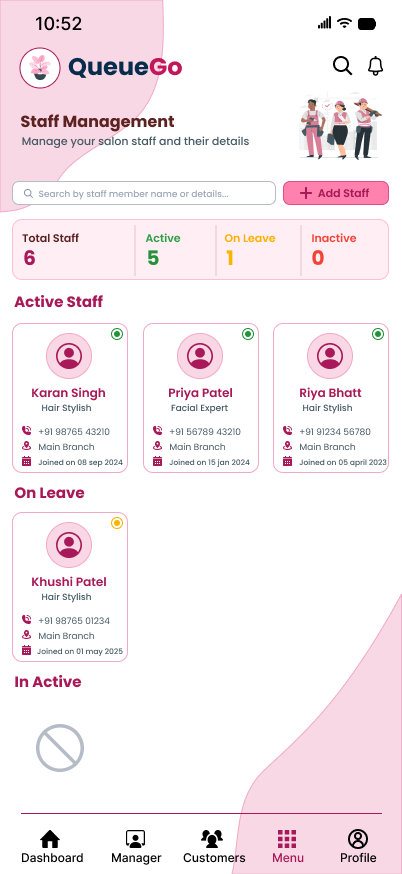 10:52
QueueGo
Staff Management
Manage your salon staff and their details
Search by staff member name or details...
Add Staff
Total Staff Active On Leave Inactive
6 5 1 0
Active Staff
Karan Singh Priya Patel Riya Bhatt
Hair Stylish Facial Expert Hair Stylish
+91 98765 43210 +91 56789 43210 +91 91234 56780
Main Branch Main Branch Main Branch
Joined on 08 sep 2024 Joined on 15 jan 2024 Joined on 05 april 2023
On Leave
Khushi Patel
Hair Stylish
+91 98765 01234
Main Branch
Joined on 01 may 2025
In Active
Dashboard Manager Customers Menu Profile